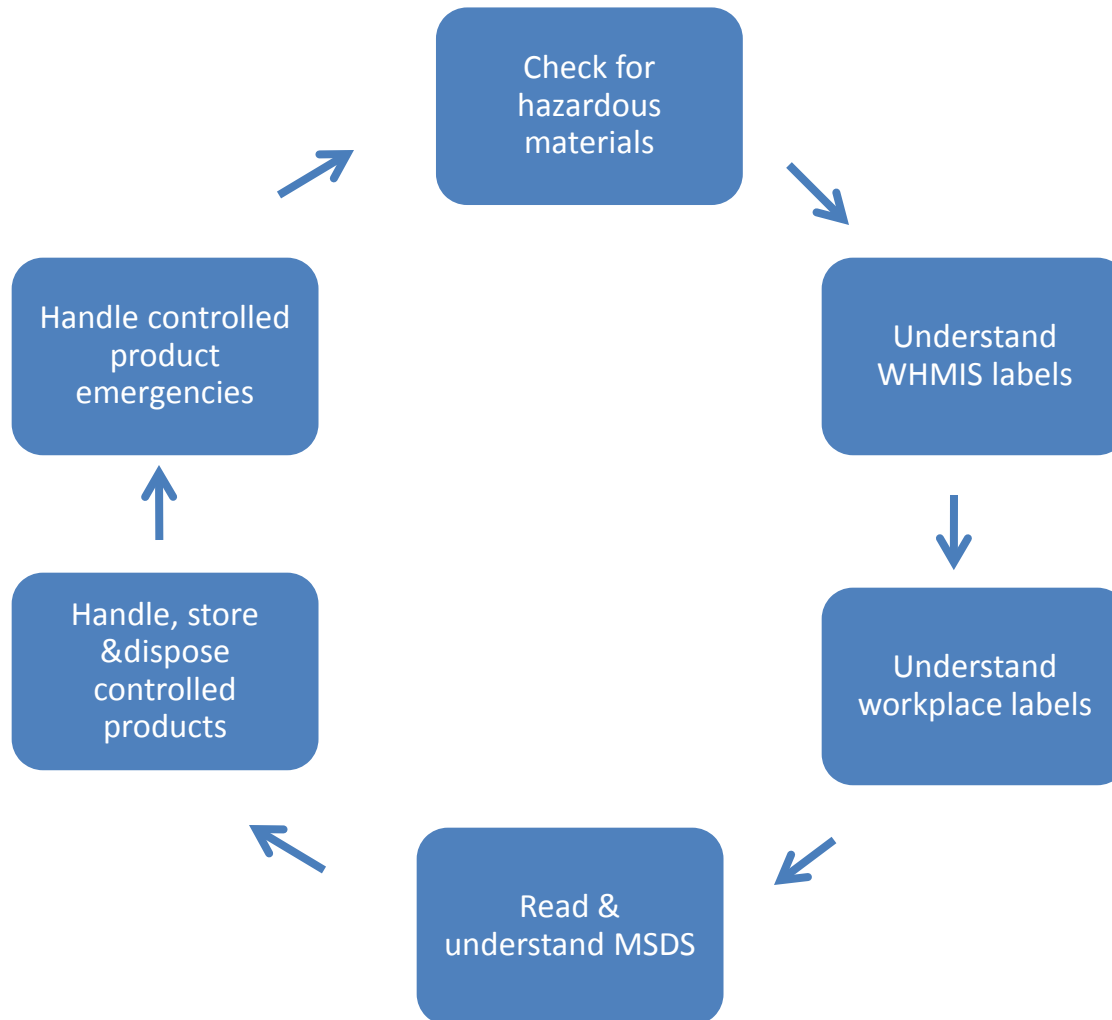 Check for
hazardous
materials
Understand
WHMIS labels
Understand
workplace labels
Read &
understand MSDS
Handle, store
&dispose
controlled
products
Handle controlled
product
emergencies